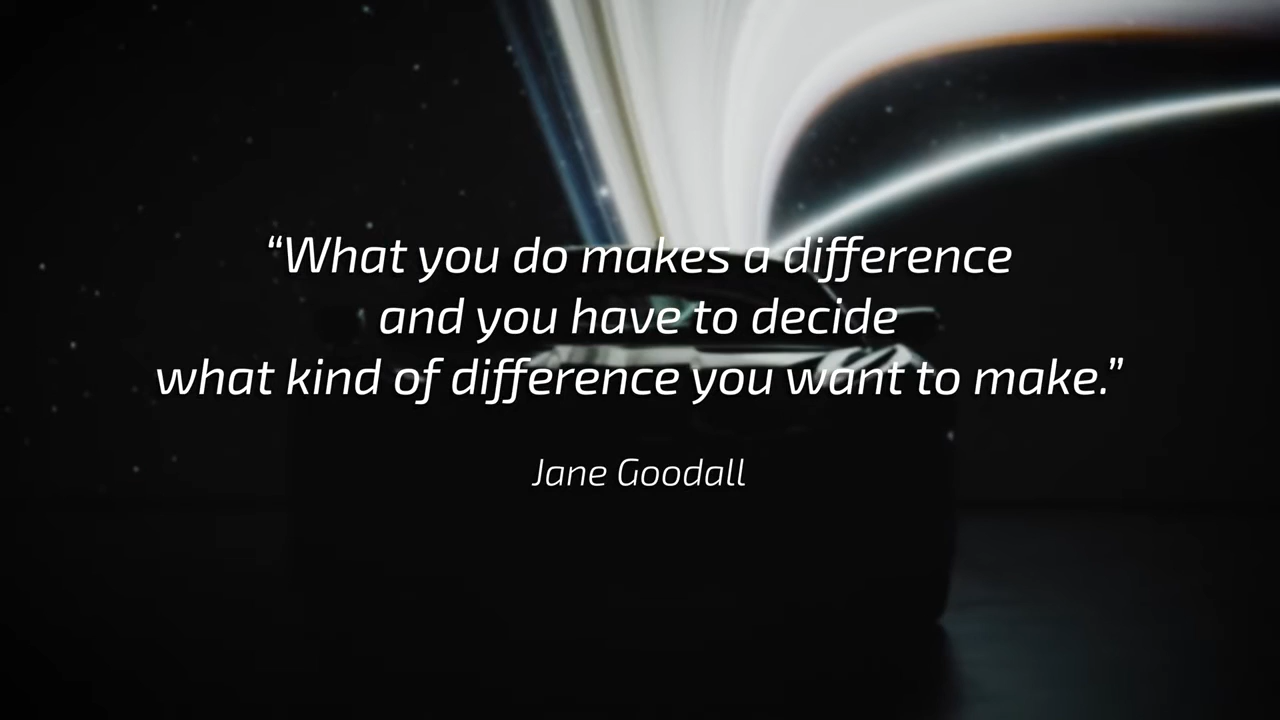 “What you do makes a difference
and you have to decide
what kind of difference you want to make.”
Jane Goodall